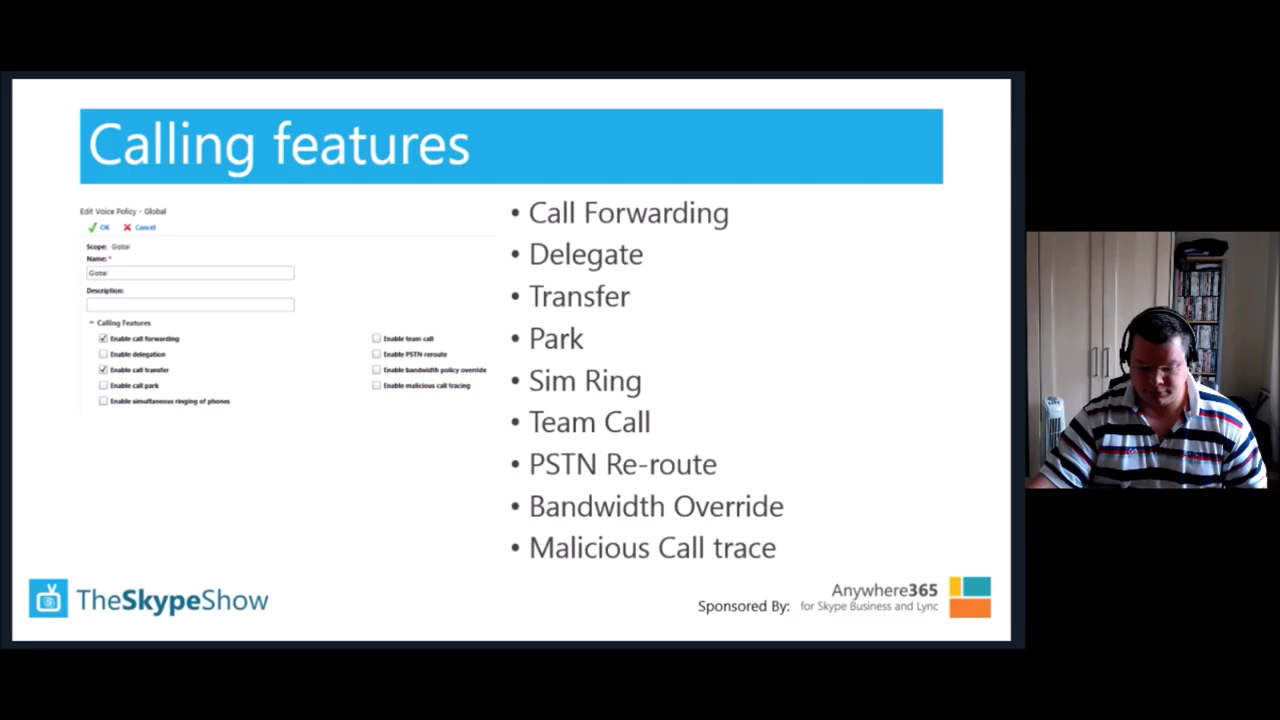 Calling features
Edit Voice Policy - Global
OK Cancel
Scope: Global
Name: *
Global
Description:
Calling Features
Enable call forwarding
Enable delegation
Enable call transfer
Enable call park
Enable simultaneous ringing of phones
Enable team call
Enable PSTN reroute
Enable bandwidth policy override
Enable malicious call tracing
• Call Forwarding
• Delegate
• Transfer
• Park
• Sim Ring
• Team Call
• PSTN Re-route
• Bandwidth Override
• Malicious Call trace
TheSkypeShow
Sponsored By:
Anywhere365
for Skype Business and Lync